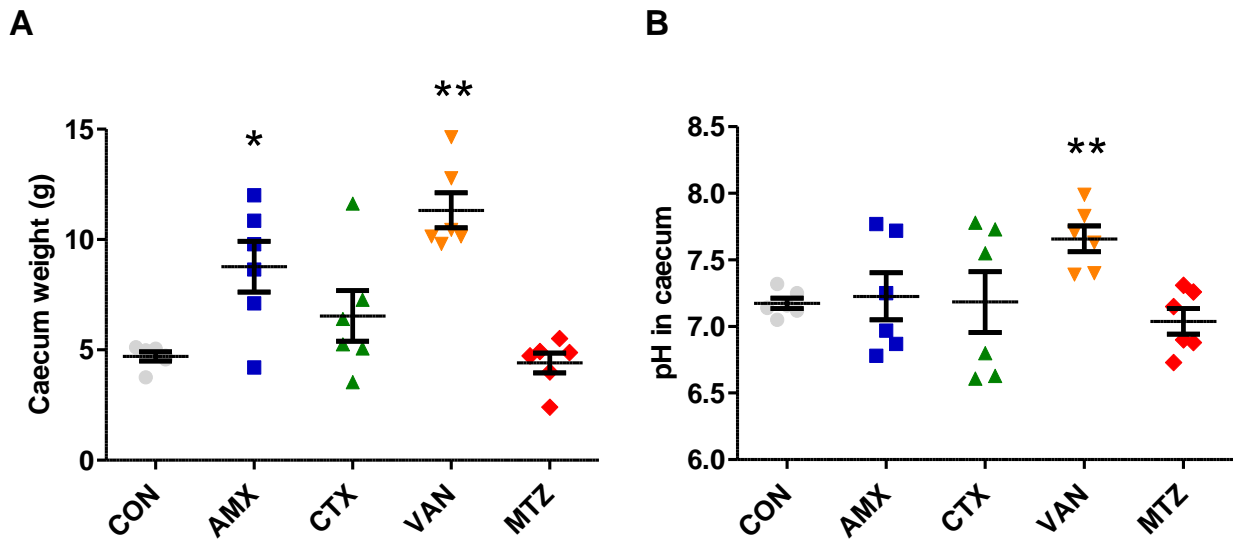 A
Caecum weight (g)
15
10
5
0
*
**
CON
AMX
CTX
VAN
MTZ
B
pH in caecum
8.5
8.0
7.5
7.0
6.5
6.0
**
CON
AMX
CTX
VAN
MTZ